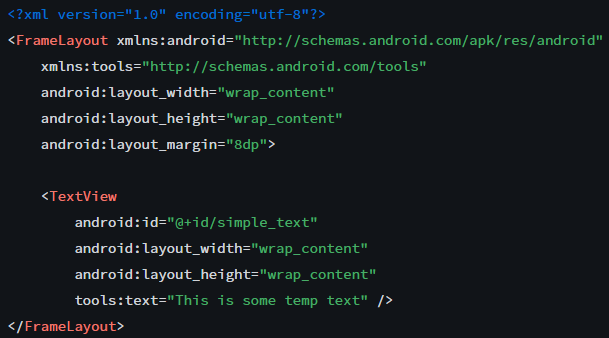 <?xml version="1.0" encoding="utf-8"?>
<FrameLayout xmlns:android="http://schemas.android.com/apk/res/android"
    xmlns:tools="http://schemas.android.com/tools"
    android:layout_width="wrap_content"
    android:layout_height="wrap_content"
    android:layout_margin="8dp">

    <TextView
        android:id="@+id/simple_text"
        android:layout_width="wrap_content"
        android:layout_height="wrap_content"
        tools:text="This is some temp text" />
</FrameLayout>